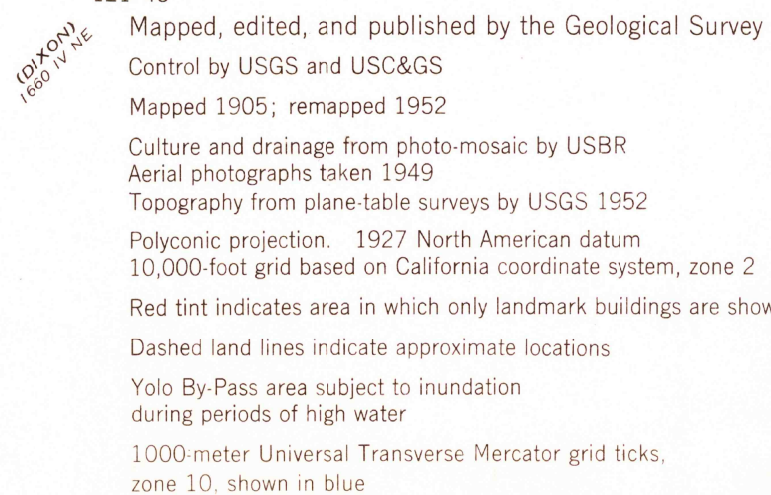 (DIXON)
1660 IV NE
Mapped, edited, and published by the Geological Survey
Control by USGS and USC&GS
Mapped 1905; remapped 1952
Culture and drainage from photo-mosaic by USBR
Aerial photographs taken 1949
Topography from plane-table surveys by USGS 1952
Polyconic projection. 1927 North American datum
10,000-foot grid based on California coordinate system, zone 2
Red tint indicates area in which only landmark buildings are show
Dashed land lines indicate approximate locations
Yolo By-Pass area subject to inundation
during periods of high water
1000-meter Universal Transverse Mercator grid ticks,
zone 10, shown in blue